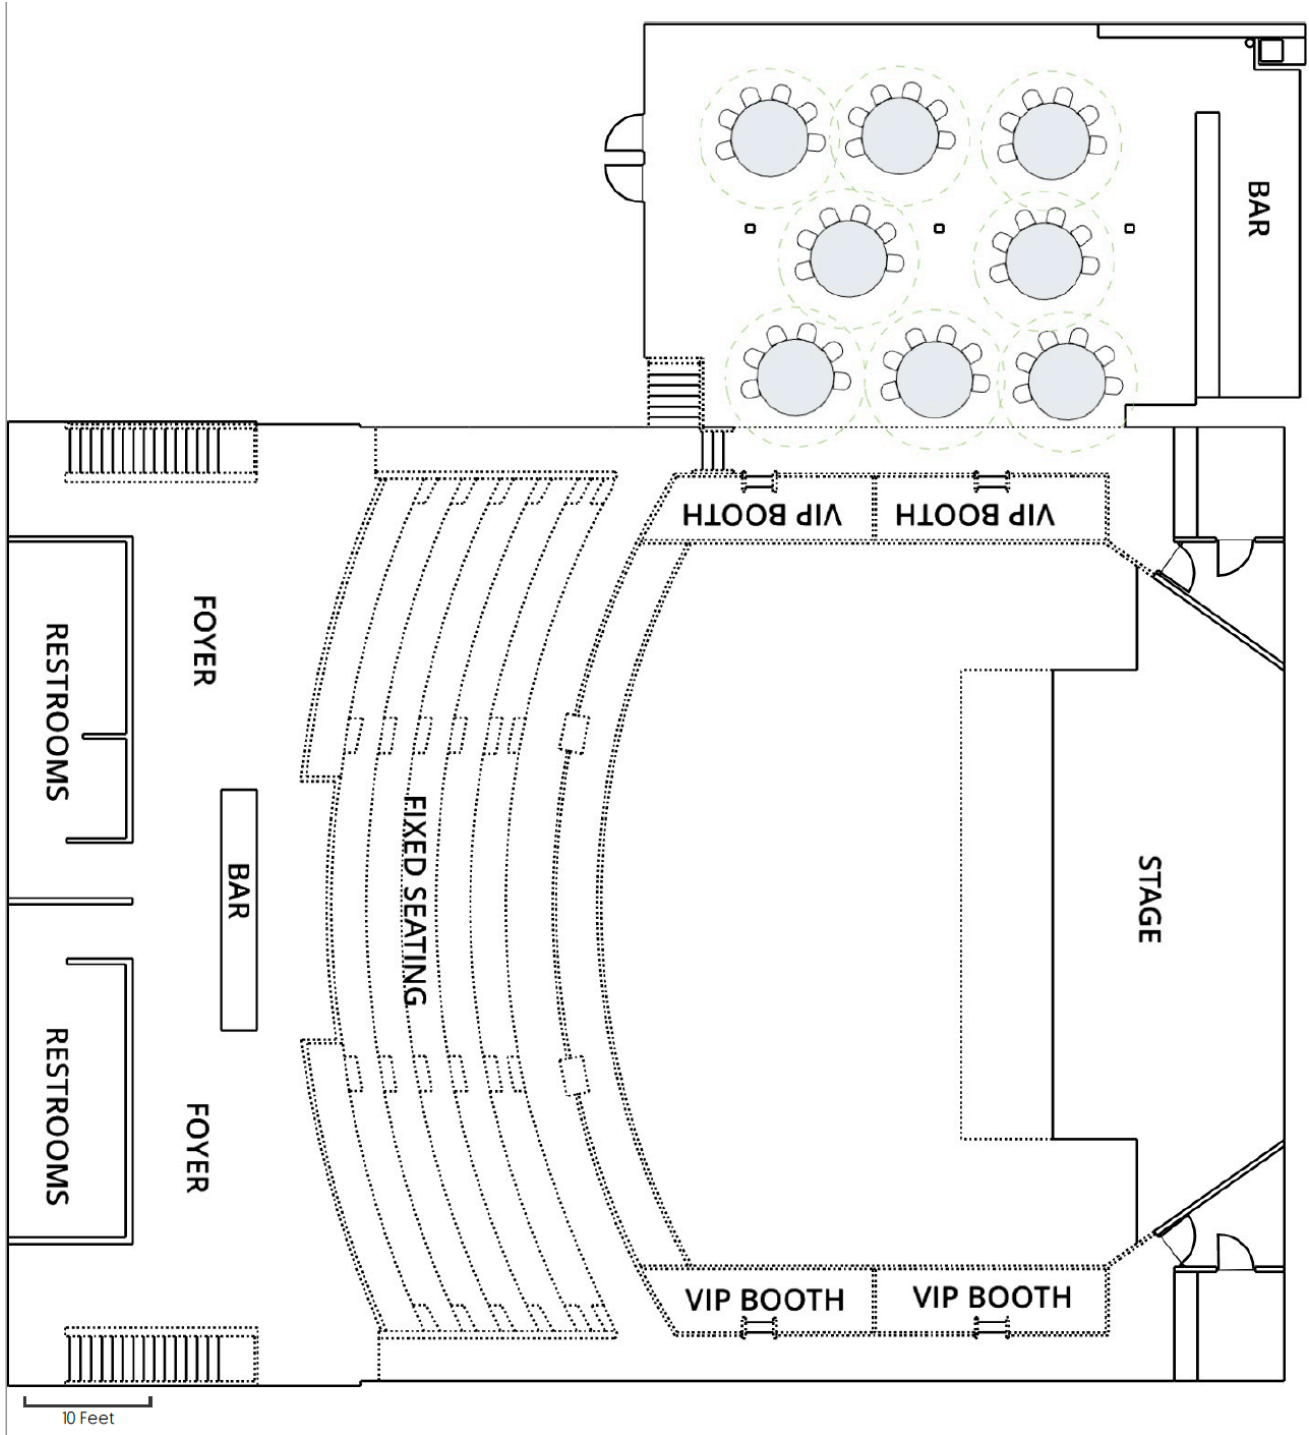 BAR
VIP BOOTH
VIP BOOTH
FOYER
RESTROOMS
FIXED SEATING
BAR
STAGE
RESTROOMS
FOYER
VIP BOOTH
VIP BOOTH
10 Feet